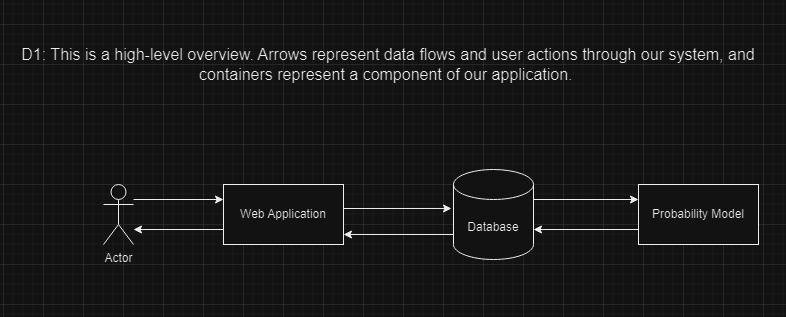 D1: This is a high-level overview. Arrows represent data flows and user actions through our system, and
containers represent a component of our application.
Web Application
Database
Probability Model
Actor